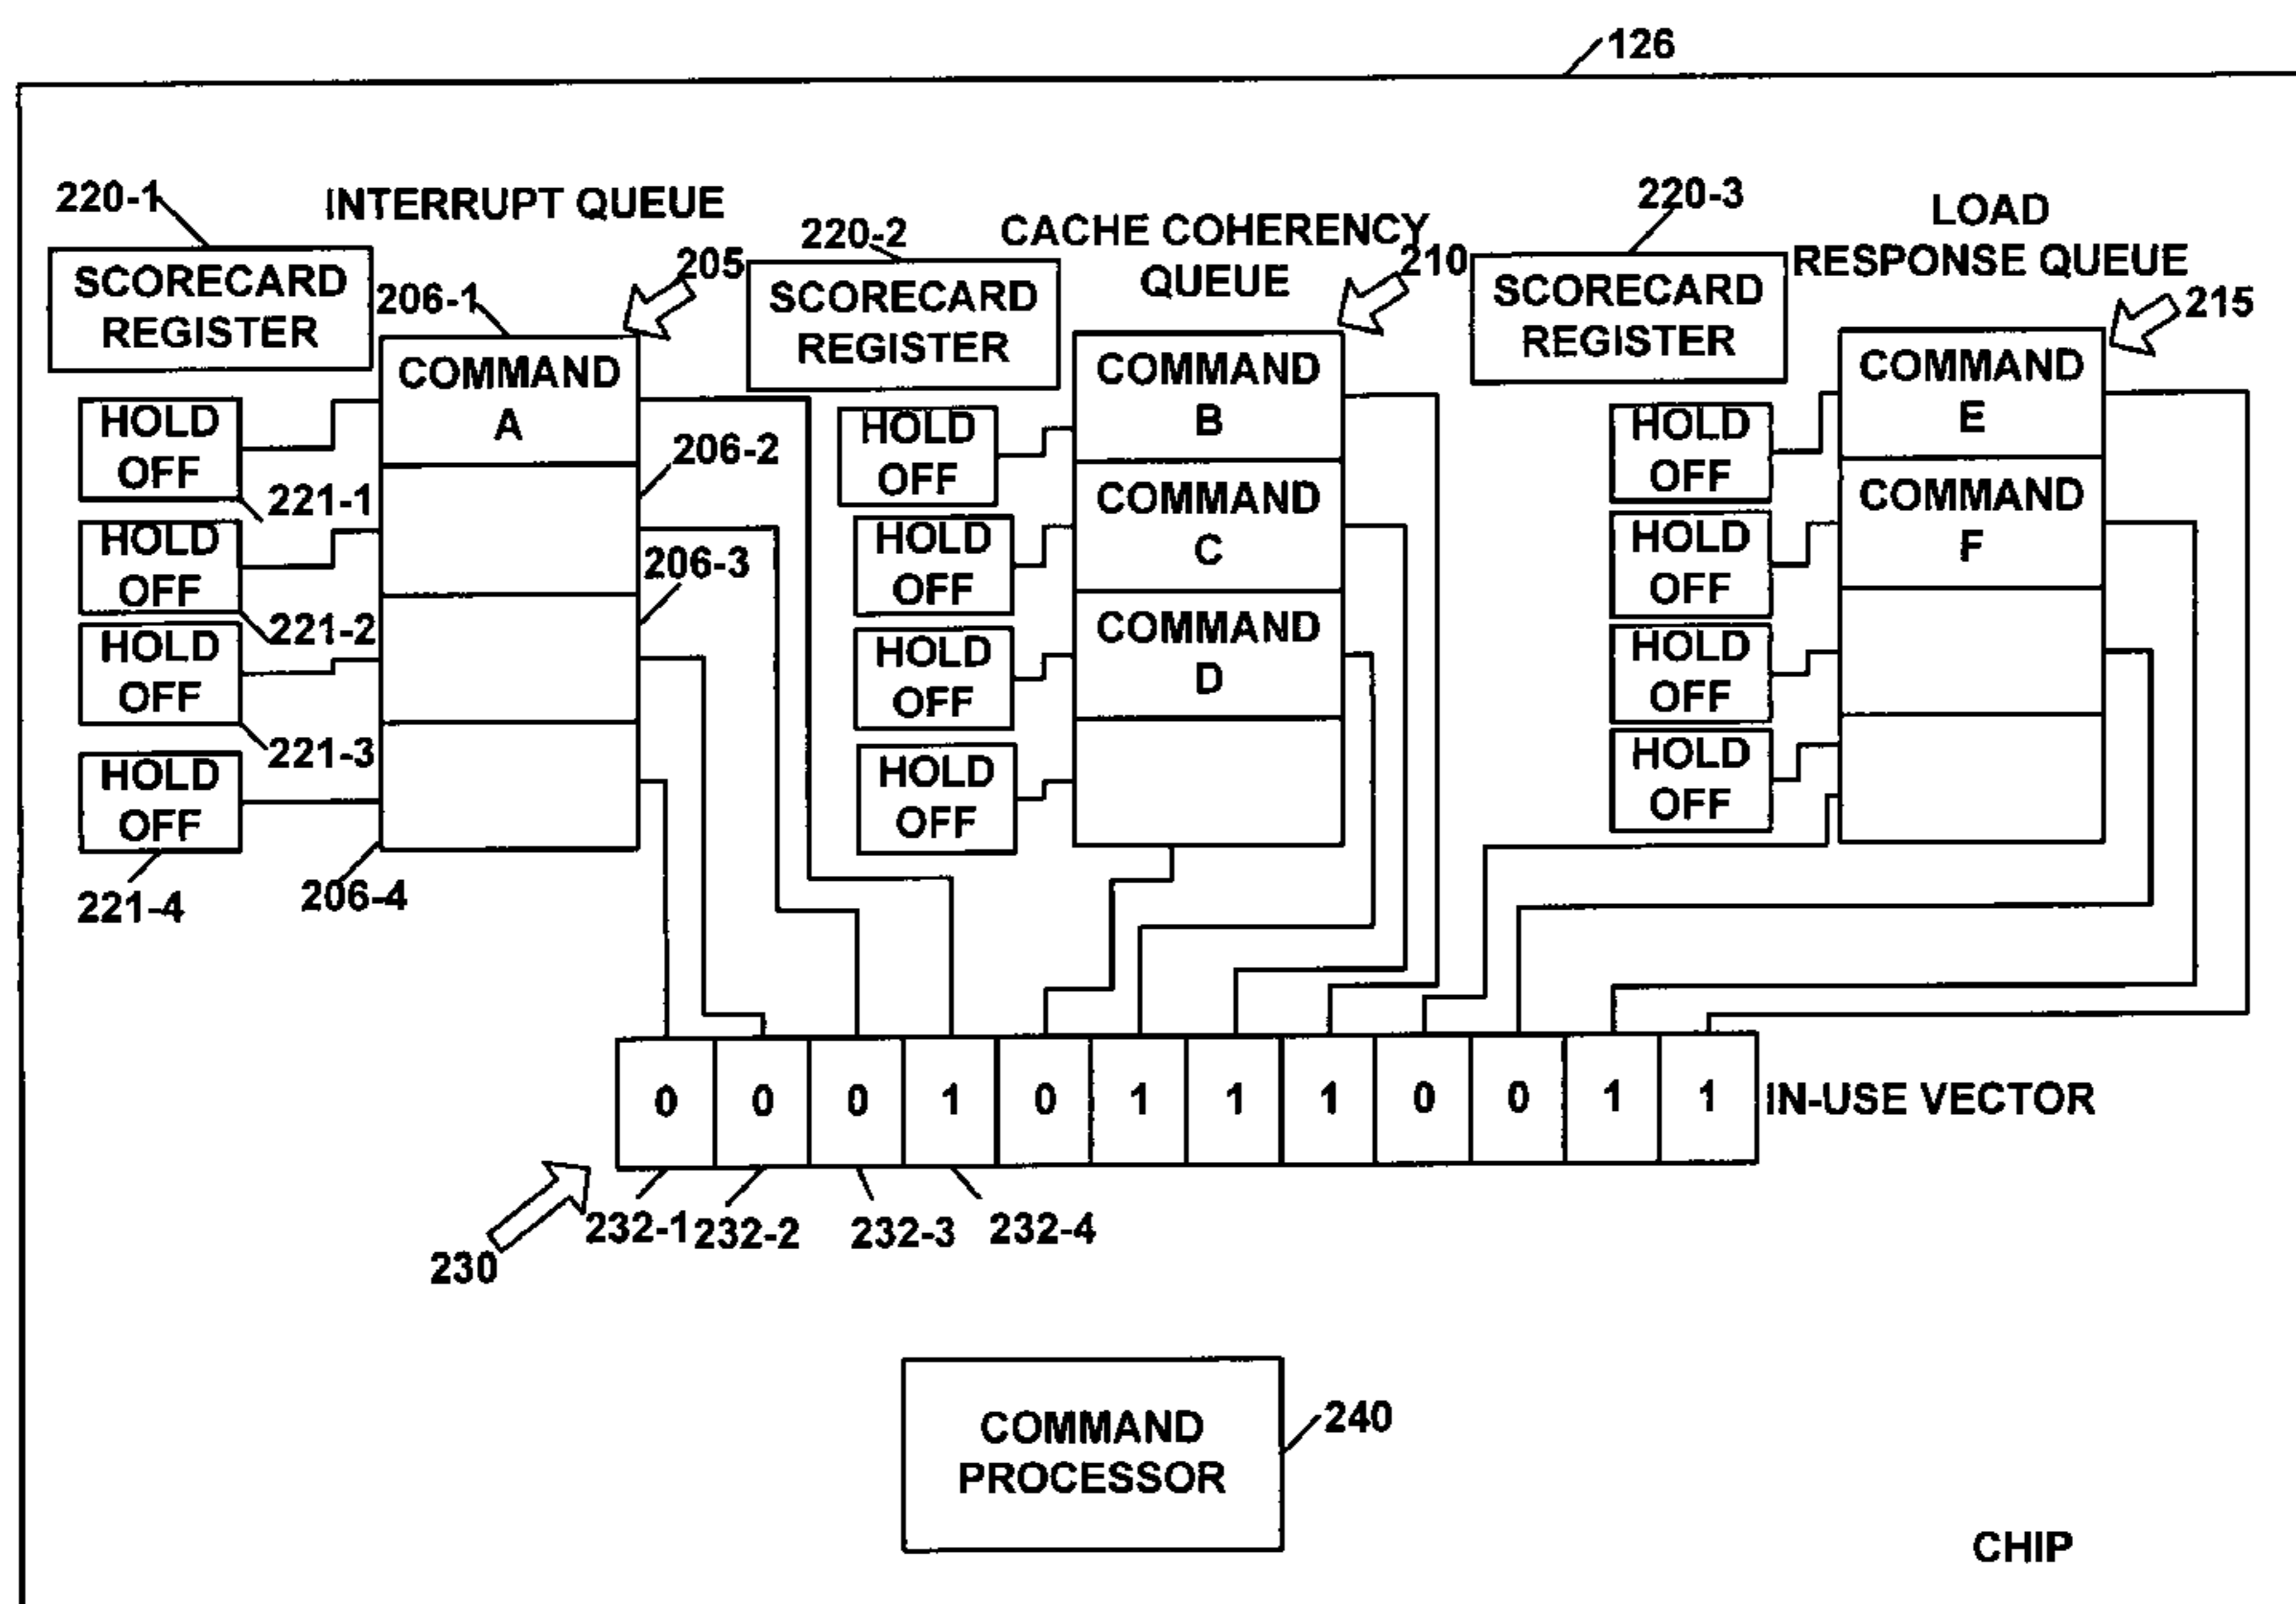 126
220-1
INTERRUPT QUEUE
220-2
CACHE COHERENCY
QUEUE
220-3
LOAD
RESPONSE QUEUE
SCORECARD
REGISTER
206-1
205
SCORECARD
REGISTER
210
SCORECARD
REGISTER
215
COMMAND
A
206-2
206-3
206-4
HOLD
OFF
221-1
HOLD
OFF
221-2
HOLD
OFF
221-3
HOLD
OFF
221-4
COMMAND
B
COMMAND
C
COMMAND
D
HOLD
OFF
HOLD
OFF
HOLD
OFF
HOLD
OFF
COMMAND
E
COMMAND
F
HOLD
OFF
HOLD
OFF
HOLD
OFF
HOLD
OFF
0 0 0 1 0 1 1 1 0 0 1 1 IN-USE VECTOR
230
232-1 232-2 232-3 232-4
COMMAND
PROCESSOR
240
CHIP